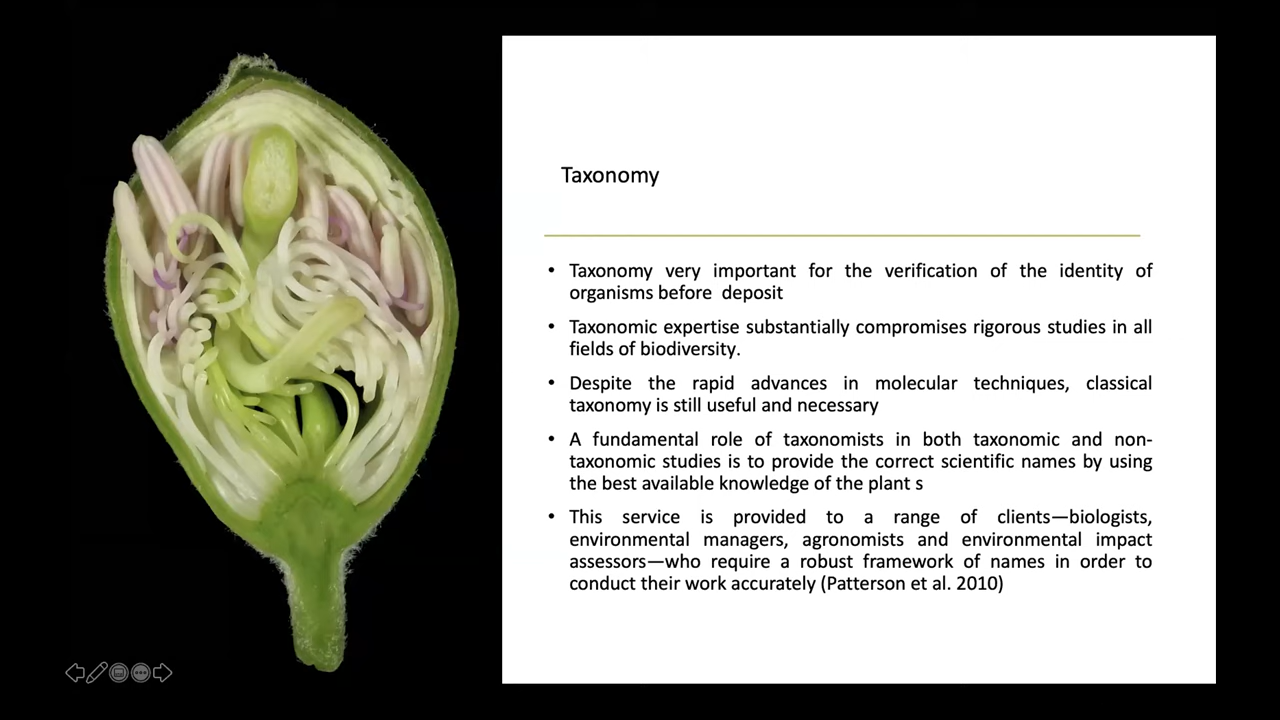 Taxonomy
• Taxonomy very important for the verification of the identity of
organisms before deposit
• Taxonomic expertise substantially compromises rigorous studies in all
fields of biodiversity.
• Despite the rapid advances in molecular techniques, classical
taxonomy is still useful and necessary
• A fundamental role of taxonomists in both taxonomic and non-
taxonomic studies is to provide the correct scientific names by using
the best available knowledge of the plant s
• This service is provided to a range of clients—biologists,
environmental managers, agronomists and environmental impact
assessors—who require a robust framework of names in order to
conduct their work accurately (Patterson et al. 2010)